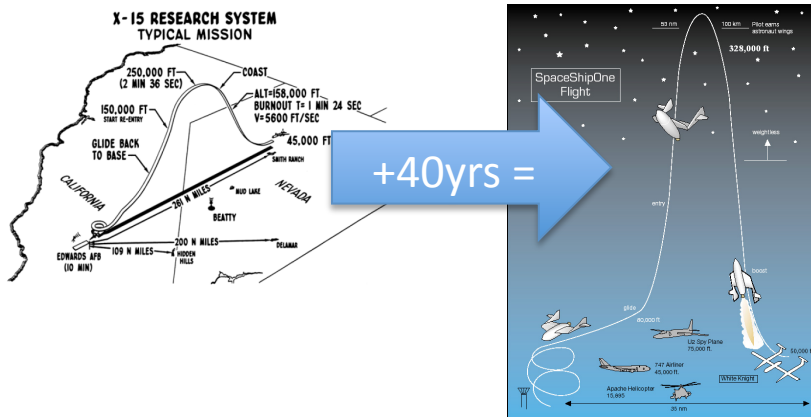 X-15 RESEARCH SYSTEM
TYPICAL MISSION
250,000 FT
(2 MIN 36 SEC)
COAST
ALT=158,000 FT
BURNOUT T= 1 MIN 24 SEC
V=5600 FT/SEC
150,000 FT
START RE-ENTRY
45,000 FT
GLIDE BACK
TO BASE
SMITH RANCH
CALIFORNIA
NEVADA
261 N MILES
MUD LAKE
BEATTY
200 N MILES
DELAMAR
EDWARDS AFB
(10 MIN)
109 N MILES
HIDDEN
HILLS
+40yrs =
53 nm
100 km
Pilot earns
astronaut wings
328,000 ft
SpaceShipOne
Flight
weightless
entry
boost
glide
80,000 ft
U2 Spy Plane
75,000 ft.
50,000
747 Airliner
45,000 ft.
White Knight
Apache Helicopter
15,895
35 nm